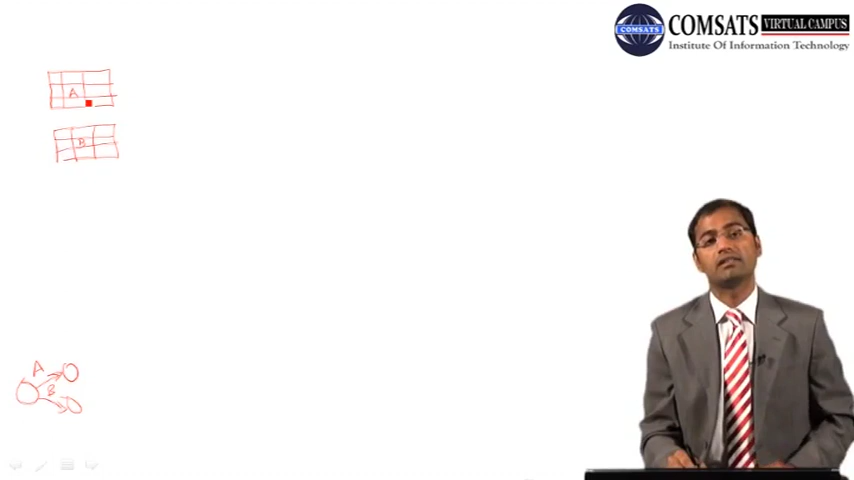 COMSATS VIRTUAL CAMPUS
COMSATS
Institute Of Information Technology
A
B
A
B